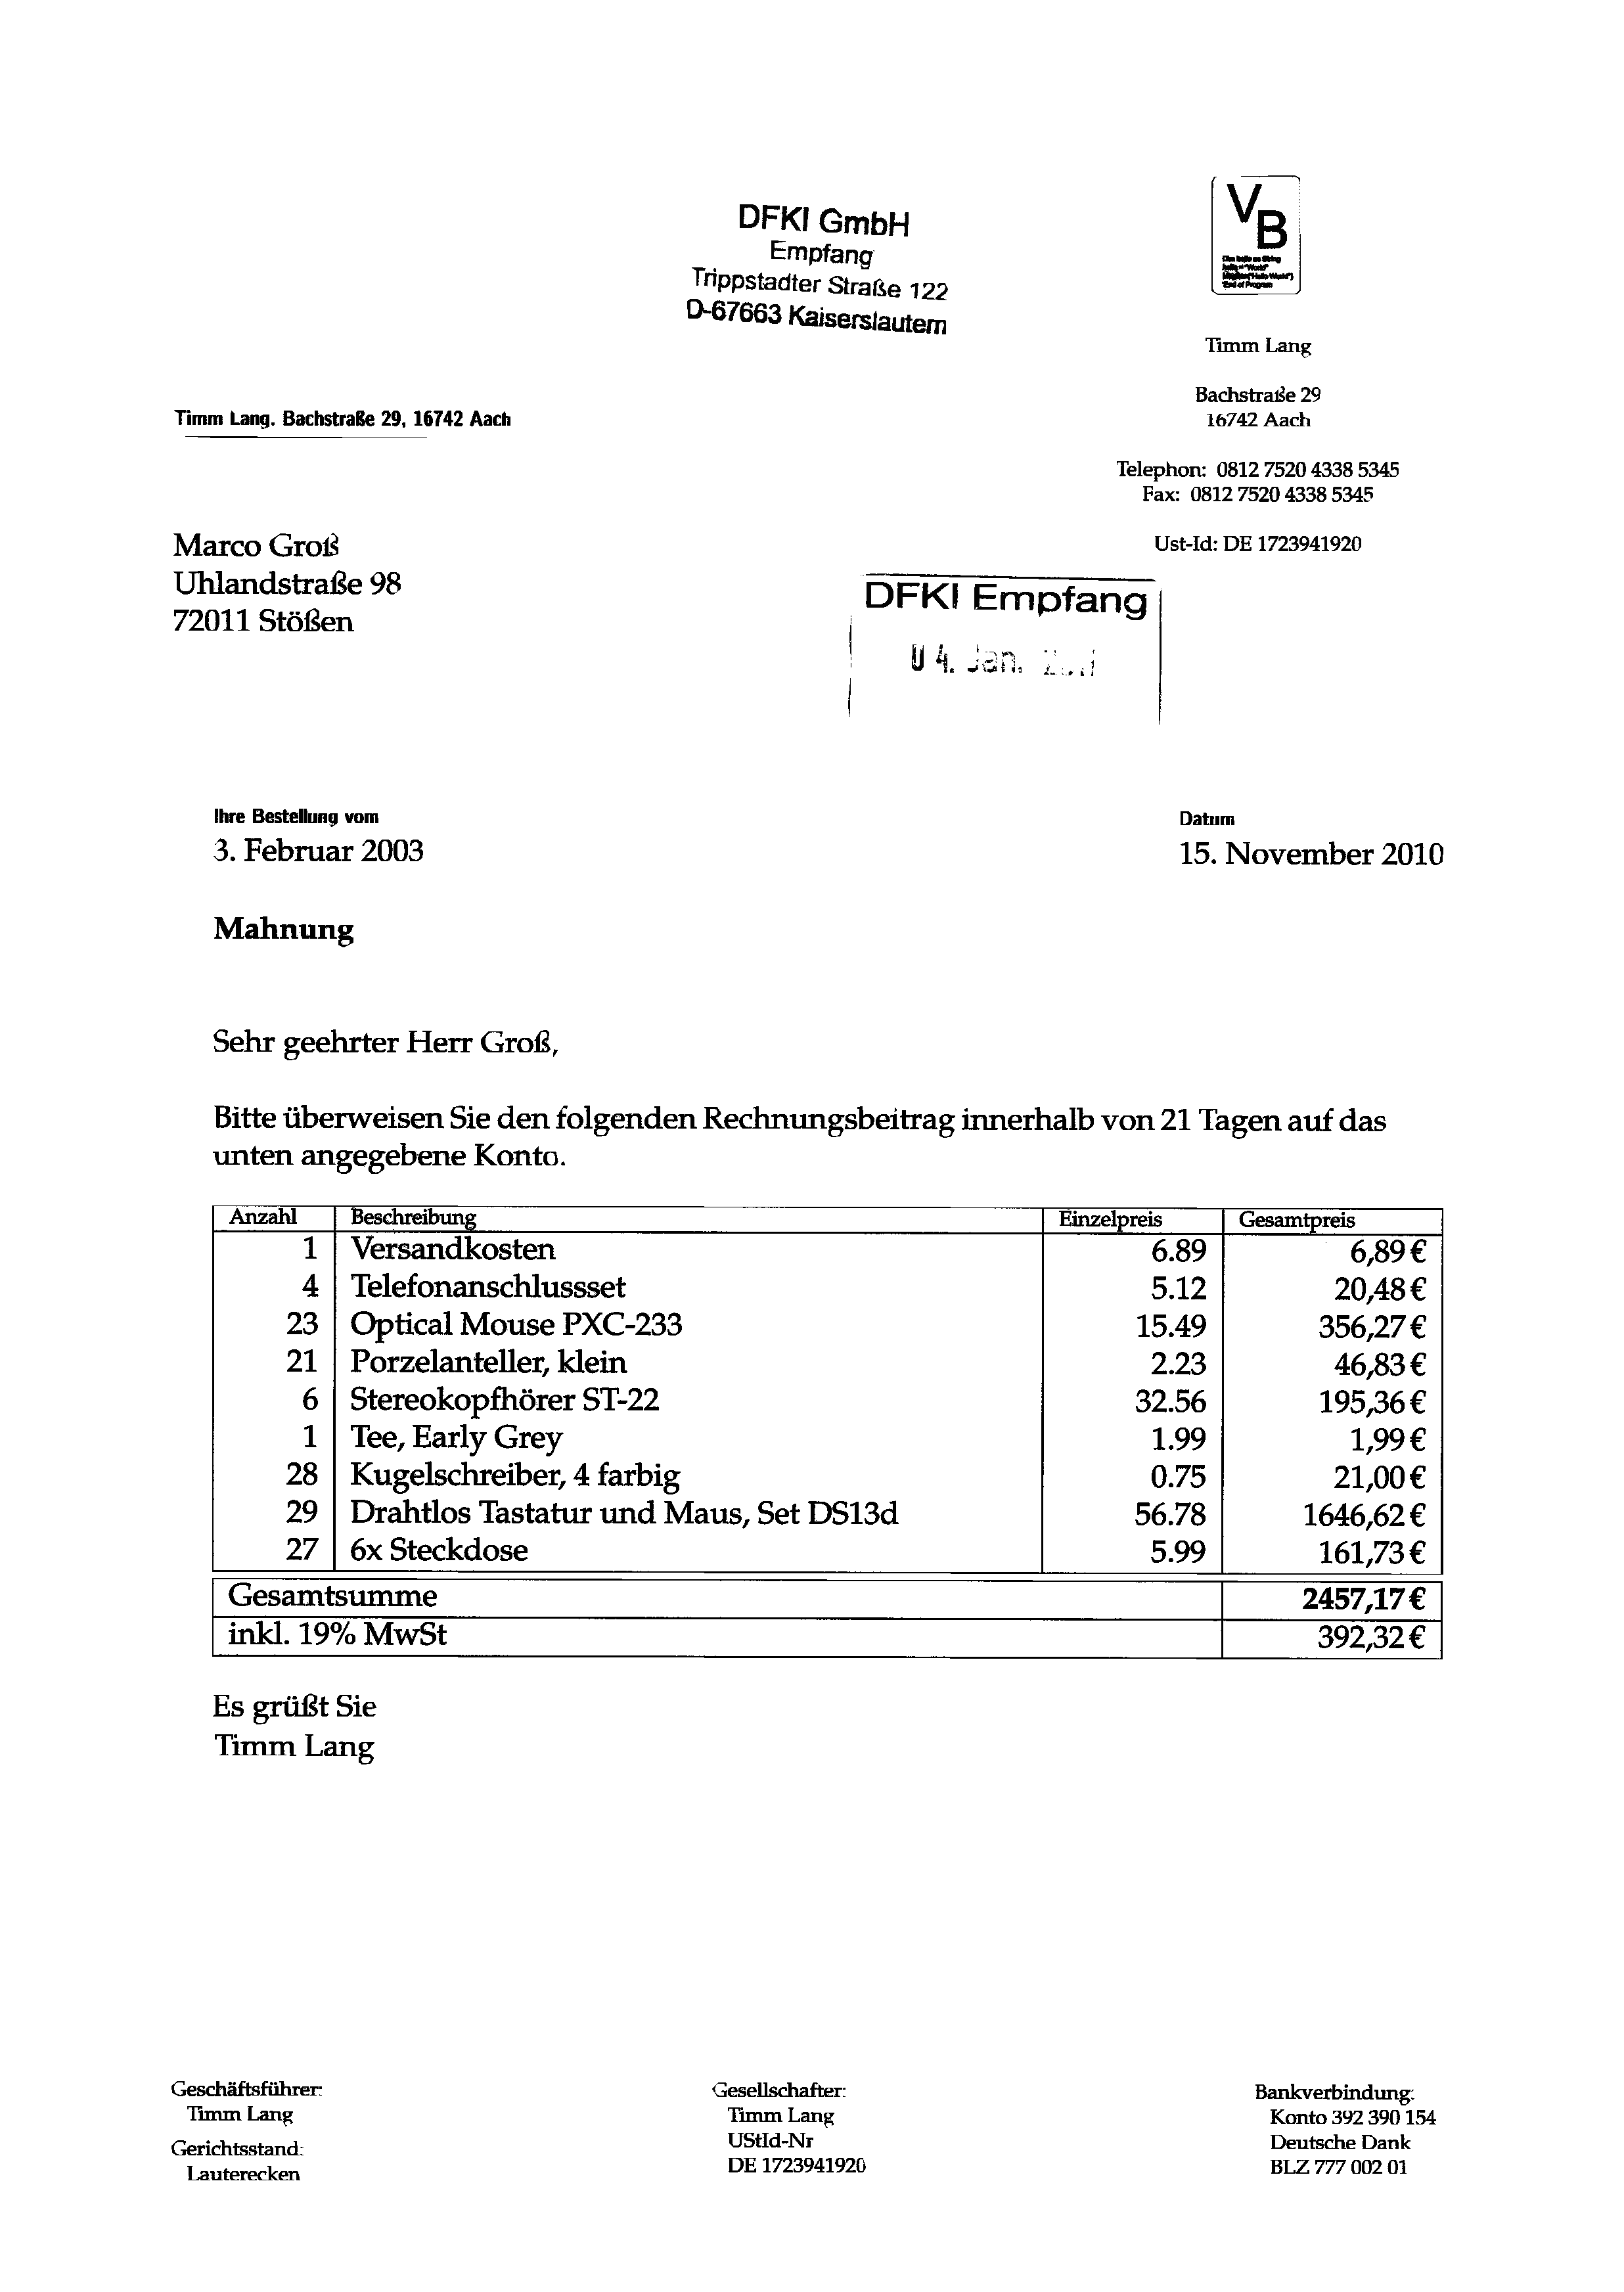 DFKI GmbH
Empfang
Trippstadter Straße 122
D-67663 Kaiserslautern
V
B
Timm Lang
Bachstraße 29
16742 Aach
Timm Lang. Bachstraße 29, 16742 Aach
Telephon: 0812 7520 4338 5345
Fax: 0812 7520 4338 5345
Ust-Id: DE 1723941920
Marco Groß
Uhlandstraße 98
72011 Stößen
DFKI Empfang
04. Jan.
Ihre Bestellung vom
3. Februar 2003
Datum
15. November 2010
Mahnung
Sehr geehrter Herr Groß,
Bitte überweisen Sie den folgenden Rechnungsbeitrag innerhalb von 21 Tagen auf das
unten angegebene Konto.
Anzahl Beschreibung Einzelpreis Gesamtpreis
1 Versandkosten 6.89 6,89 €
4 Telefonanschlussset 5.12 20,48 €
23 Optical Mouse PXC-233 15.49 356,27 €
21 Porzelanteller, klein 2.23 46,83 €
6 Stereokopfhörer ST-22 32.56 195,36 €
1 Tee, Early Grey 1.99 1,99 €
28 Kugelschreiber, 4 farbig 0.75 21,00 €
29 Drahtlos Tastatur und Maus, Set DS13d 56.78 1646,62 €
27 6x Steckdose 5.99 161,73 €
Gesamtsumme 2457,17 €
inkl. 19% MwSt 392,32 €
Es grüßt Sie
Timm Lang
Geschäftsführer:
Timm Lang
Gerichtsstand:
Lauterecken
Gesellschafter:
Timm Lang
UStId-Nr
DE 1723941920
Bankverbindung:
Konto 392 390 154
Deutsche Dank
BLZ 777 002 01